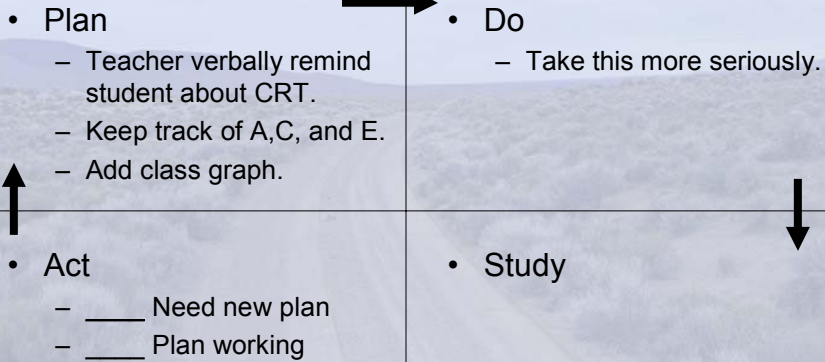 • Plan
– Teacher verbally remind
student about CRT.
– Keep track of A,C, and E.
– Add class graph.
• Do
– Take this more seriously.
• Act
– ____ Need new plan
– ____ Plan working
• Study